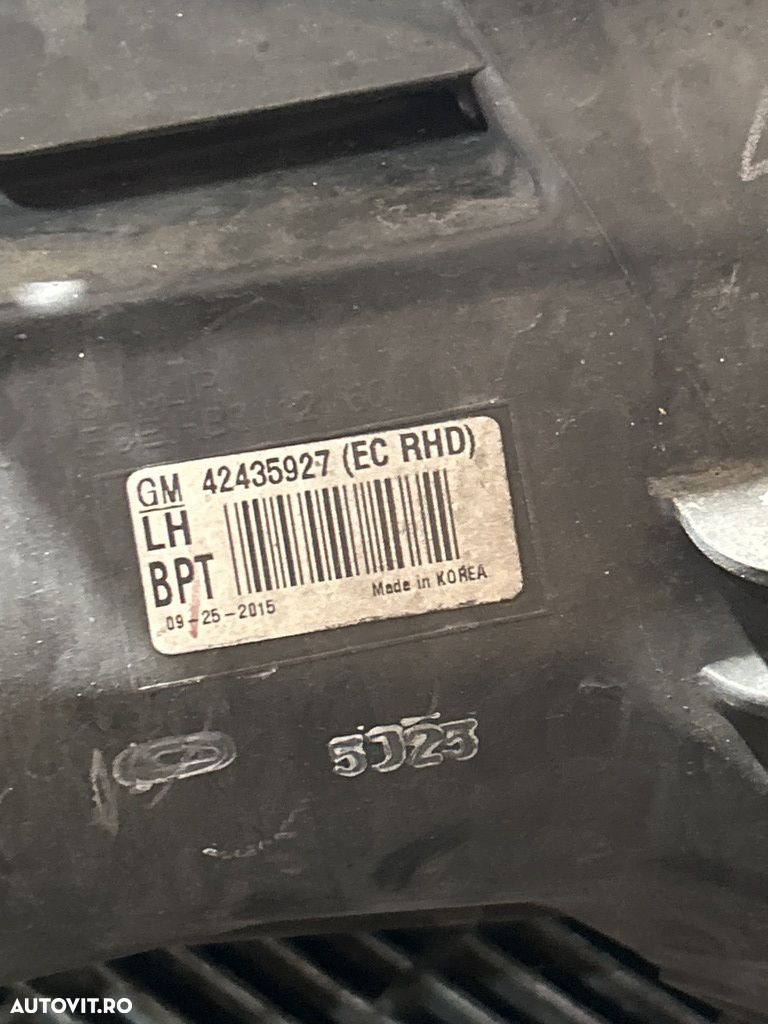 GM 42435927 (EC RHD)
LH
BPT
09-25-2015 Made in KOREA
5J25
AUTOVIT.RO